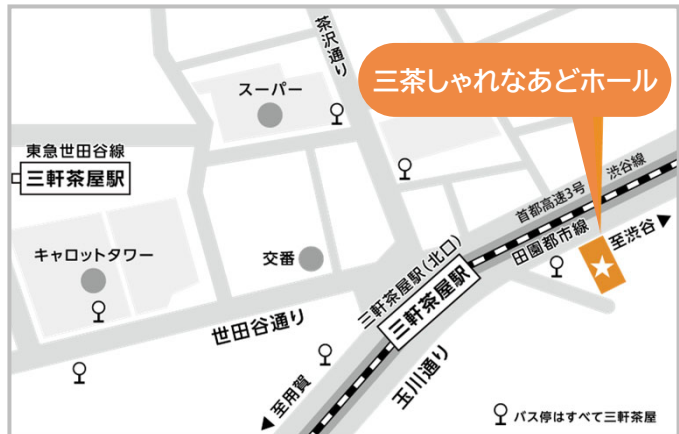 茶沢通り
スーパー
三茶しゃれなあどホール
東急世田谷線
三軒茶屋駅
首都高速3号 渋谷線
田園都市線
至渋谷
キャロットタワー
交番
三軒茶屋駅(北口)
三軒茶屋駅
世田谷通り
玉川通り
至用賀
バス停はすべて三軒茶屋